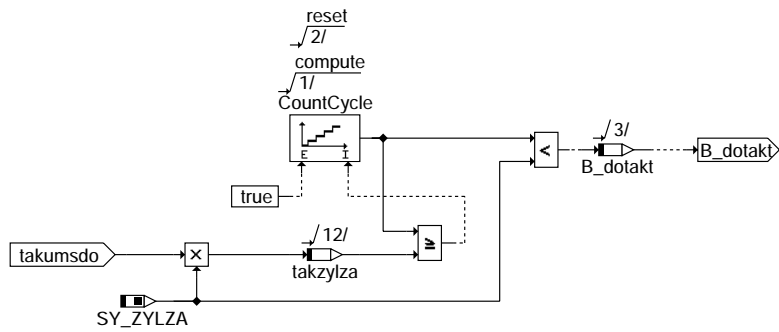 reset
2/
compute
1/
CountCycle
E I
true
<
3/
B_dotakt
B_dotakt
takumsdo
×
12/
takzylza
≥
SY_ZYLZA